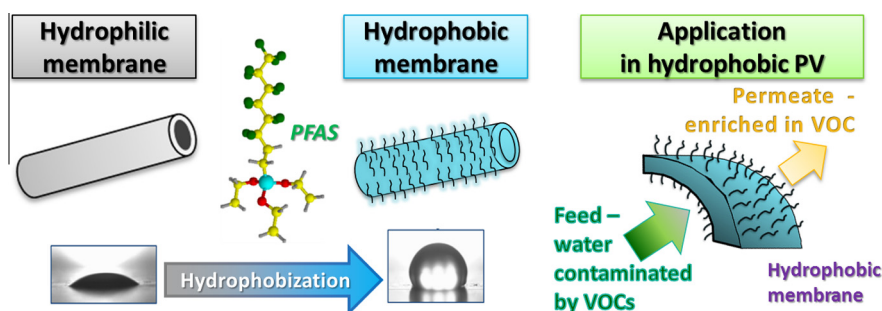 Hydrophilic
membrane
Hydrophobic
membrane
Application
in hydrophobic PV
PFAS
Permeate -
enriched in VOC
Feed –
water
contaminated
by VOCs
Hydrophobic
membrane
Hydrophobization